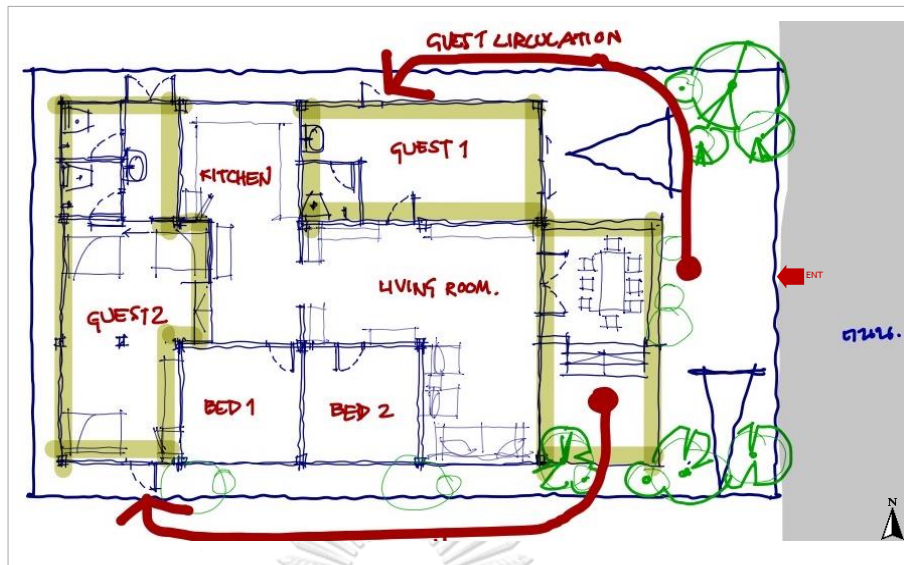 GUEST CIRCULATION
GUEST 1
KITCHEN
LIVING ROOM.
ENT
GUEST 2
BED 1
BED 2
N